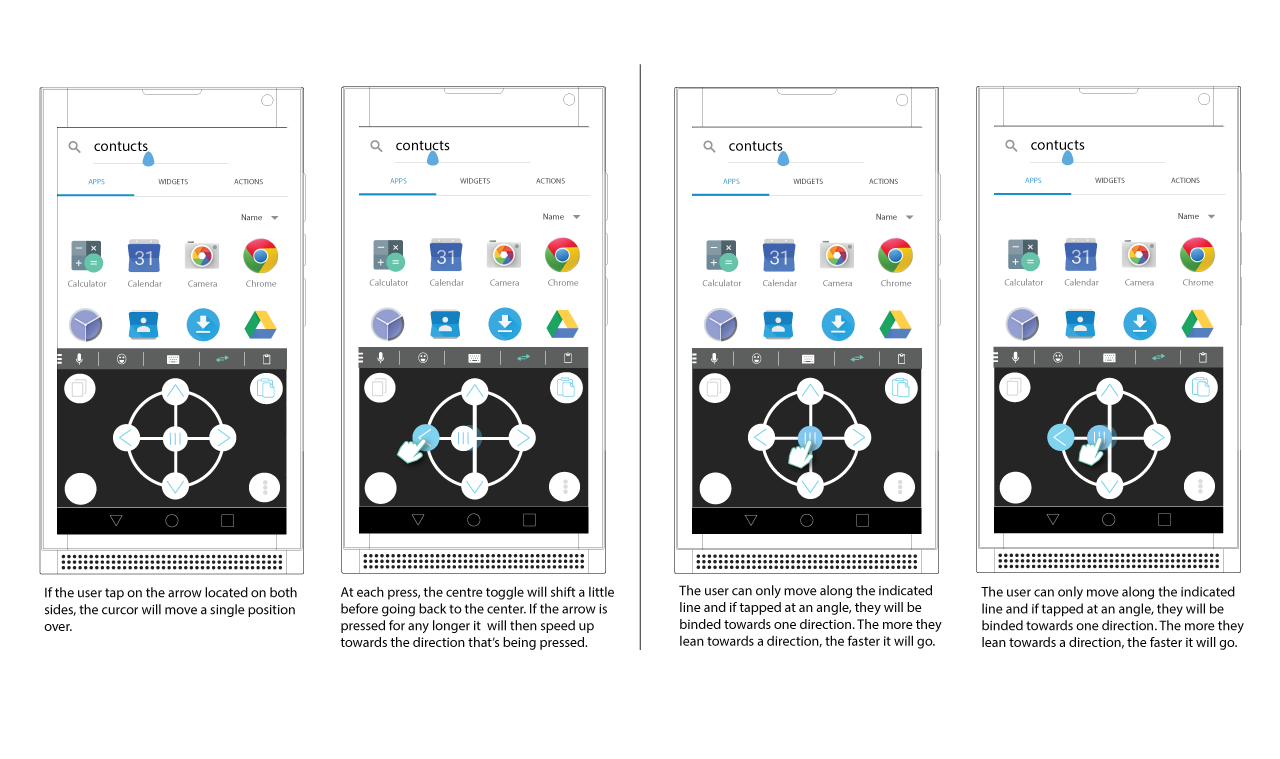 contucts
APPS WIDGETS ACTIONS
Name
31
Calculator Calendar Camera Chrome
If the user tap on the arrow located on both
sides, the curcor will move a single position
over.
contucts
APPS WIDGETS ACTIONS
Name
31
Calculator Calendar Camera Chrome
At each press, the centre toggle will shift a little
before going back to the center. If the arrow is
pressed for any longer it will then speed up
towards the direction that's being pressed.
contucts
APPS WIDGETS ACTIONS
Name
31
Calculator Calendar Camera Chrome
The user can only move along the indicated
line and if tapped at an angle, they will be
binded towards one direction. The more they
lean towards a direction, the faster it will go.
contucts
APPS WIDGETS ACTIONS
Name
31
Calculator Calendar Camera Chrome
The user can only move along the indicated
line and if tapped at an angle, they will be
binded towards one direction. The more they
lean towards a direction, the faster it will go.